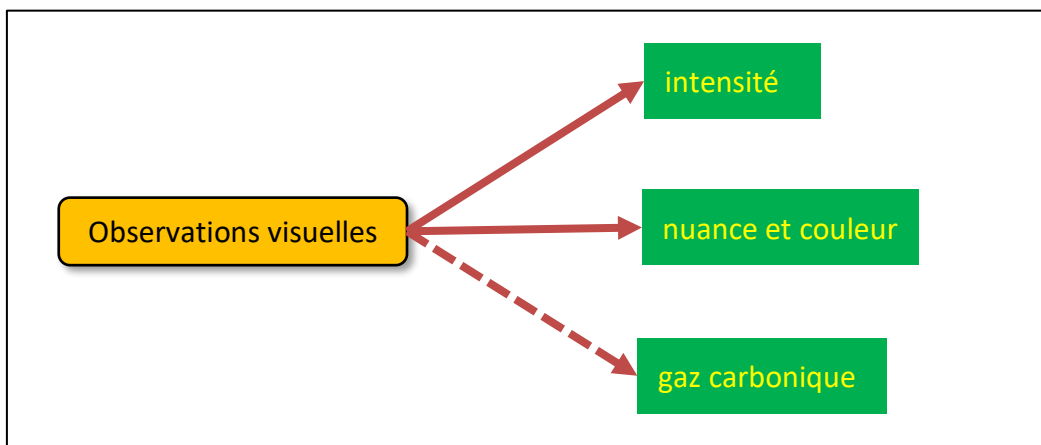 intensité
Observations visuelles
nuance et couleur
gaz carbonique